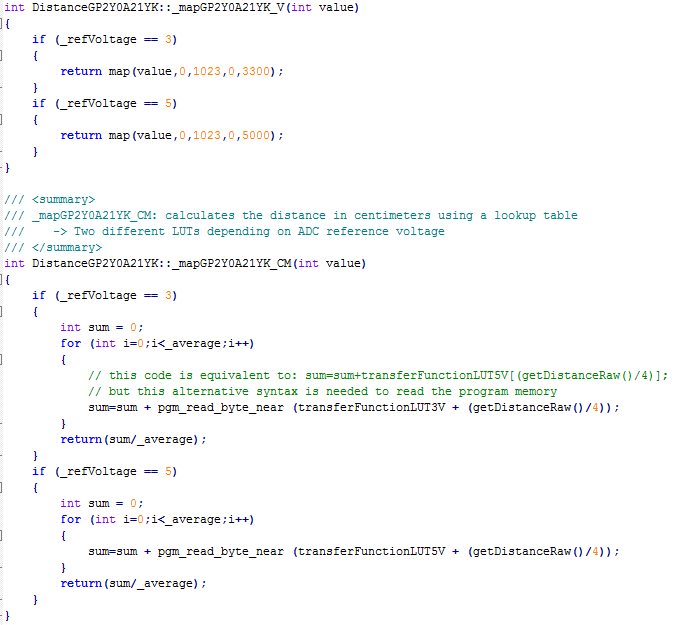 int DistanceGP2Y0A21YK::_mapGP2Y0A21YK_V(int value)
{
    if (_refVoltage == 3)
    {
        return map(value,0,1023,0,3300);
    }
    if (_refVoltage == 5)
    {
        return map(value,0,1023,0,5000);
    }
}

/// <summary>
/// _mapGP2Y0A21YK_CM: calculates the distance in centimeters using a lookup table
///    -> Two different LUTs depending on ADC reference voltage
/// </summary>
int DistanceGP2Y0A21YK::_mapGP2Y0A21YK_CM(int value)
{
    if (_refVoltage == 3)
    {
        int sum = 0;
        for (int i=0;i<_average;i++)
        {
            // this code is equivalent to: sum=sum+transferFunctionLUT5V[(getDistanceRaw()/4)];
            // but this alternative syntax is needed to read the program memory
            sum=sum + pgm_read_byte_near (transferFunctionLUT3V + (getDistanceRaw()/4));
        }
        return(sum/_average);
    }
    if (_refVoltage == 5)
    {
        int sum = 0;
        for (int i=0;i<_average;i++)
        {
            sum=sum + pgm_read_byte_near (transferFunctionLUT5V + (getDistanceRaw()/4));
        }
        return(sum/_average);
    }
}